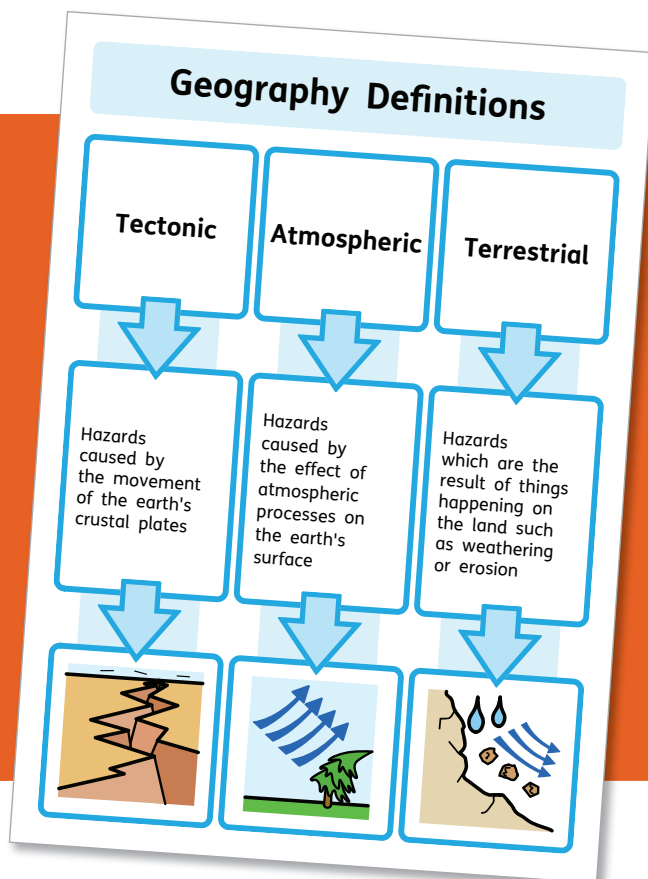 Geography Definitions
Tectonic
Atmospheric
Terrestrial
Hazards
caused by
the movement
of the earth's
crustal plates
Hazards
caused by
the effect of
atmospheric
processes on
the earth's
surface
Hazards
which are the
result of things
happening on
the land such
as weathering
or erosion